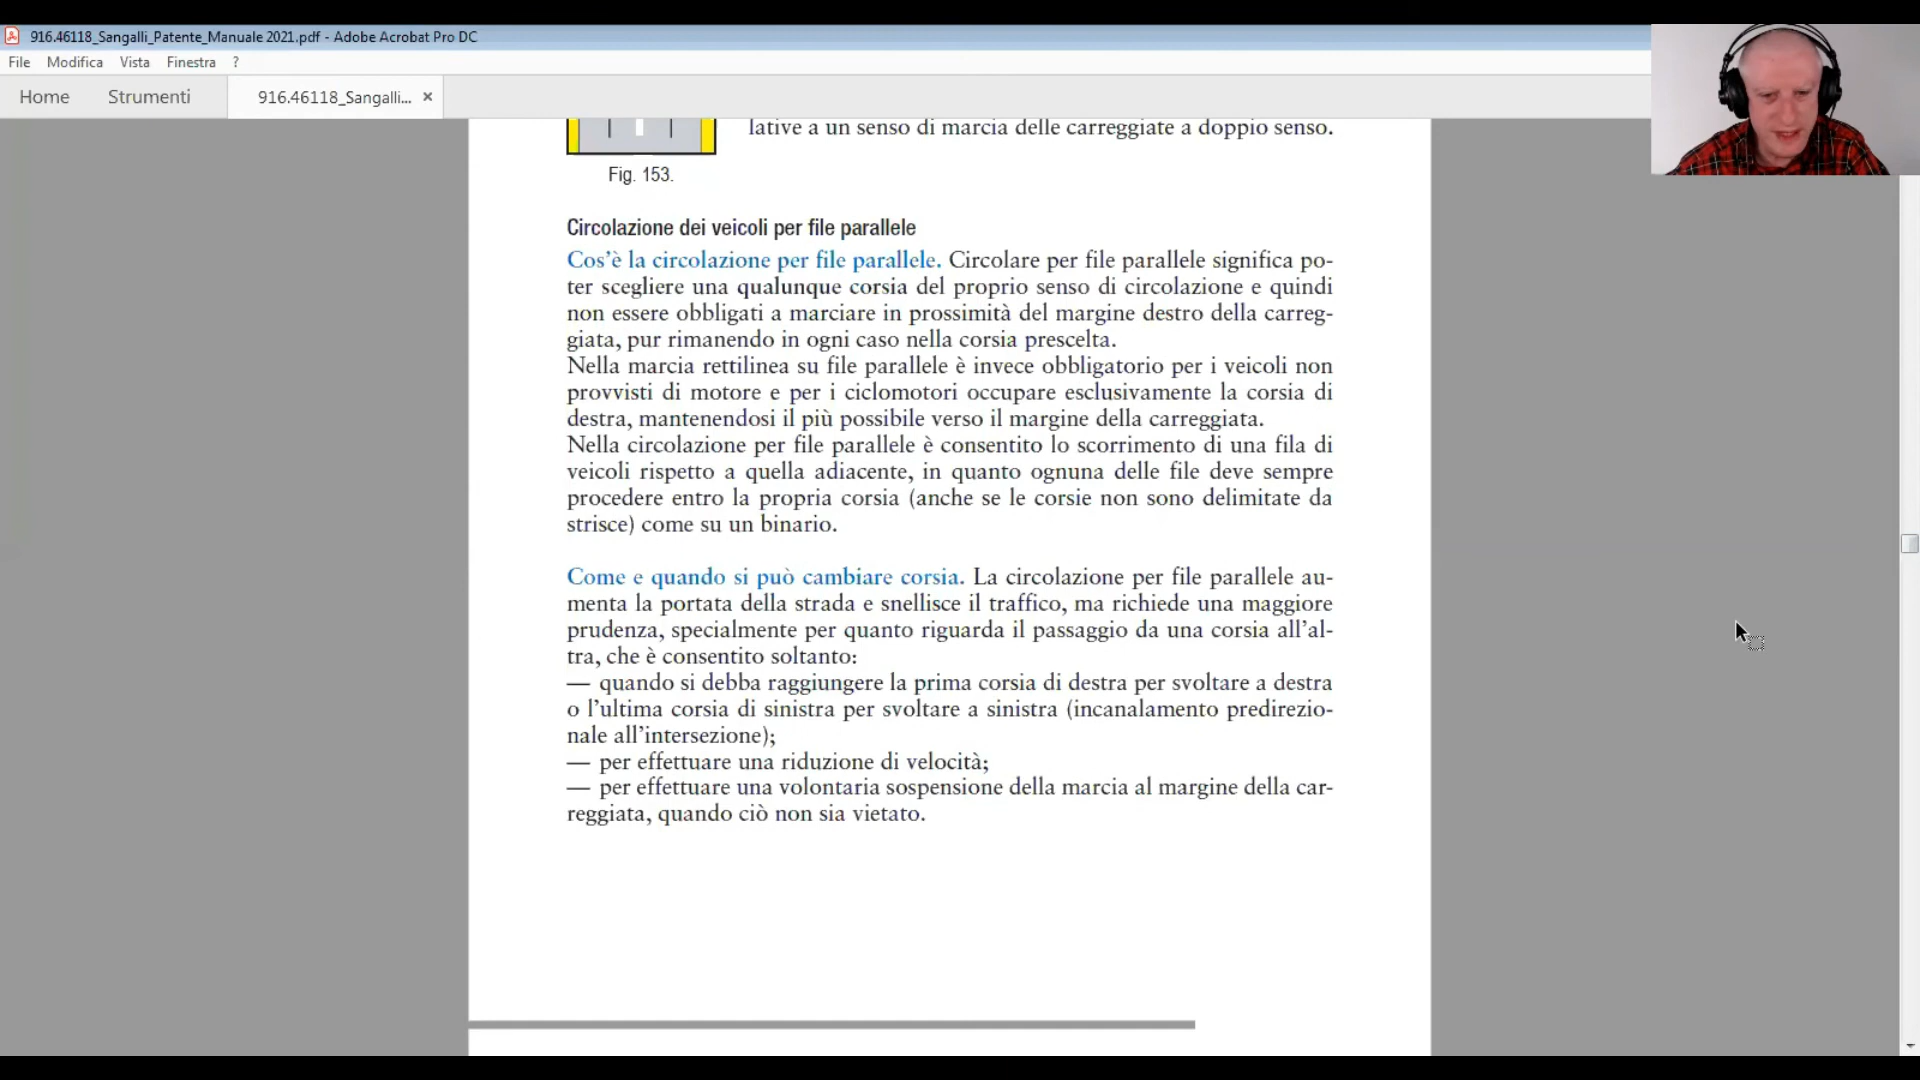 916.46118_Sangalli_Patente_Manuale 2021.pdf - Adobe Acrobat Pro DC
File Modifica Vista Finestra ?
Home Strumenti 916.46118_Sangalli... ×
lative a un senso di marcia delle carreggiate a doppio senso.
Fig. 153.
Circolazione dei veicoli per file parallele
Cos’è la circolazione per file parallele. Circolare per file parallele significa po-
ter scegliere una qualunque corsia del proprio senso di circolazione e quindi
non essere obbligati a marciare in prossimità del margine destro della carreg-
giata, pur rimanendo in ogni caso nella corsia prescelta.
Nella marcia rettilinea su file parallele è invece obbligatorio per i veicoli non
provvisti di motore e per i ciclomotori occupare esclusivamente la corsia di
destra, mantenendosi il più possibile verso il margine della carreggiata.
Nella circolazione per file parallele è consentito lo scorrimento di una fila di
veicoli rispetto a quella adiacente, in quanto ognuna delle file deve sempre
procedere entro la propria corsia (anche se le corsie non sono delimitate da
strisce) come su un binario.
Come e quando si può cambiare corsia. La circolazione per file parallele au-
menta la portata della strada e snellisce il traffico, ma richiede una maggiore
prudenza, specialmente per quanto riguarda il passaggio da una corsia all’al-
tra, che è consentito soltanto:
— quando si debba raggiungere la prima corsia di destra per svoltare a destra
o l’ultima corsia di sinistra per svoltare a sinistra (incanalamento predirezio-
nale all’intersezione);
— per effettuare una riduzione di velocità;
— per effettuare una volontaria sospensione della marcia al margine della car-
reggiata, quando ciò non sia vietato.